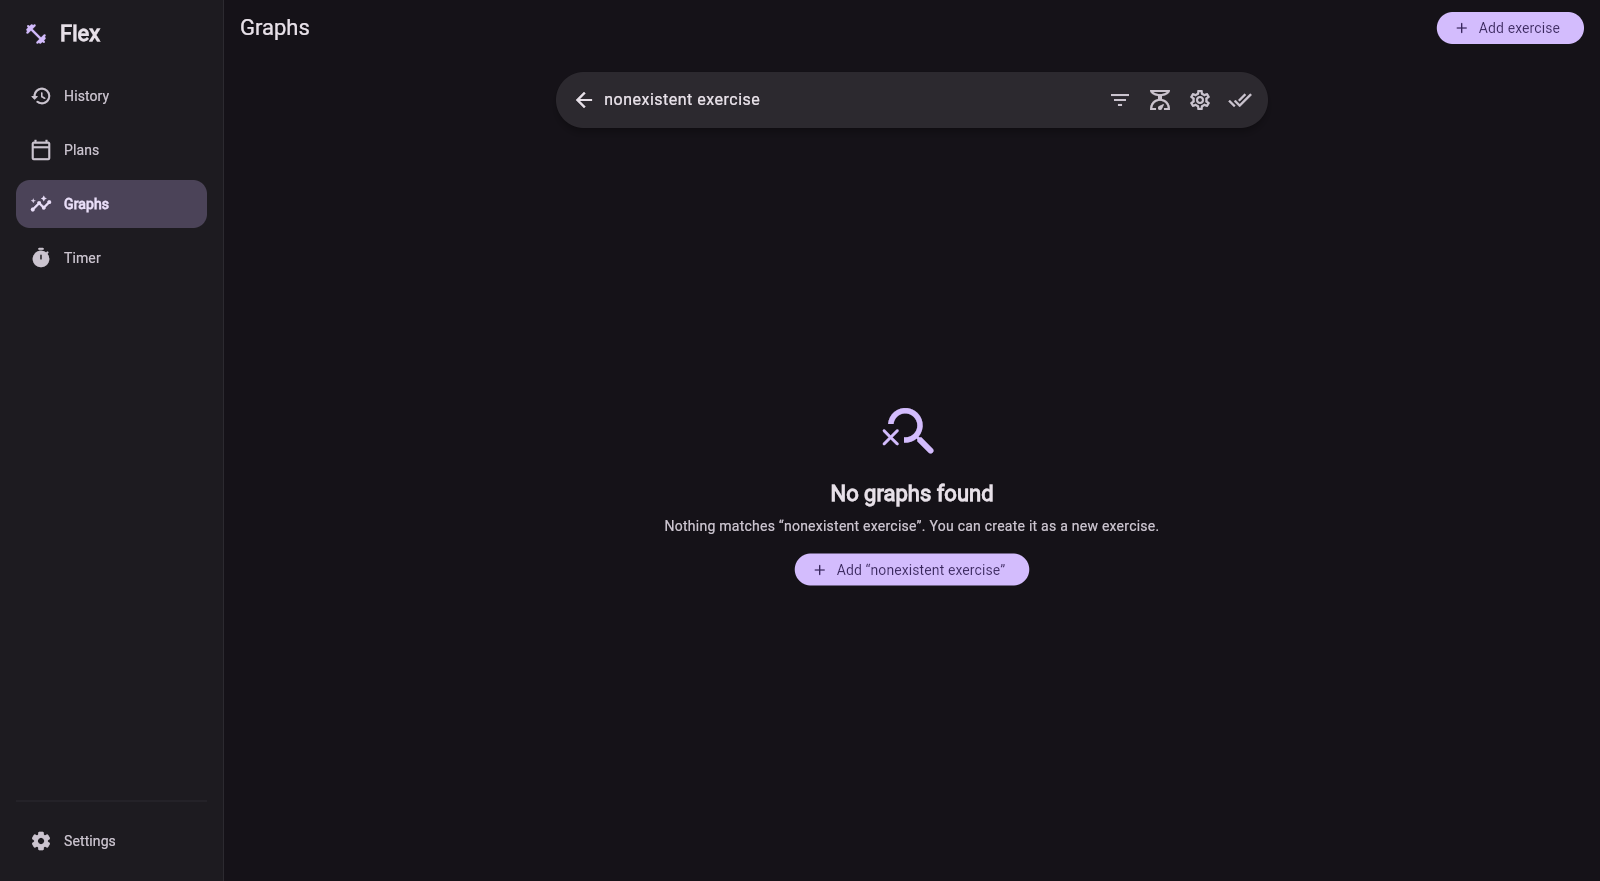 Flex
History
Plans
Graphs
Timer
Settings
Graphs
Add exercise
nonexistent exercise
No graphs found
Nothing matches “nonexistent exercise”. You can create it as a new exercise.
Add “nonexistent exercise”